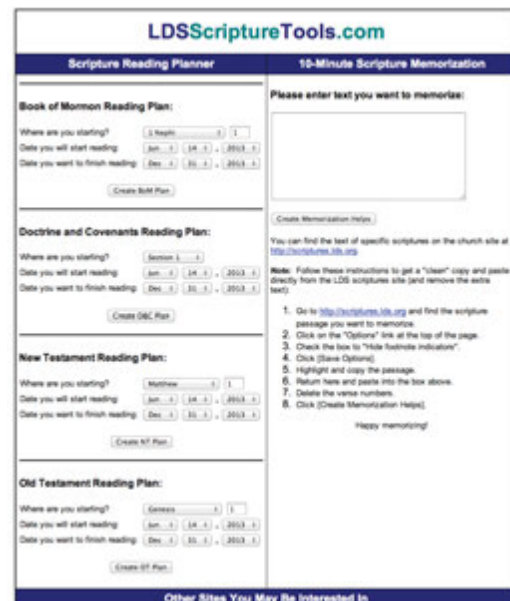 LDSScriptureTools.com
Scripture Reading Planner
Book of Mormon Reading Plan:
Where are you starting? 1 Nephi 1
Date you will start reading: Jun 14 , 2013
Date you want to finish reading: Dec 31 , 2013
Create BoM Plan
Doctrine and Covenants Reading Plan:
Where are you starting? Section 1
Date you will start reading: Jun 14 , 2013
Date you want to finish reading: Dec 31 , 2013
Create D&C Plan
New Testament Reading Plan:
Where are you starting? Matthew 1
Date you will start reading: Jun 14 , 2013
Date you want to finish reading: Dec 31 , 2013
Create NT Plan
Old Testament Reading Plan:
Where are you starting? Genesis 1
Date you will start reading: Jun 14 , 2013
Date you want to finish reading: Dec 31 , 2013
Create OT Plan
10-Minute Scripture Memorization
Please enter text you want to memorize:
Create Memorization Helps
You can find the text of specific scriptures on the church site at
http://scriptures.lds.org.
Note: Follow these instructions to get a "clean" copy and paste
directly from the LDS scriptures site (and remove the extra
text):
1. Go to http://scriptures.lds.org and find the scripture
passage you want to memorize.
2. Click on the "Options" link at the top of the page.
3. Check the box to "Hide footnote indicators".
4. Click [Save Options].
5. Highlight and copy the passage.
6. Return here and paste into the box above.
7. Delete the verse numbers.
8. Click [Create Memorization Helps].
Happy memorizing!
Other Sites You May Be Interested In